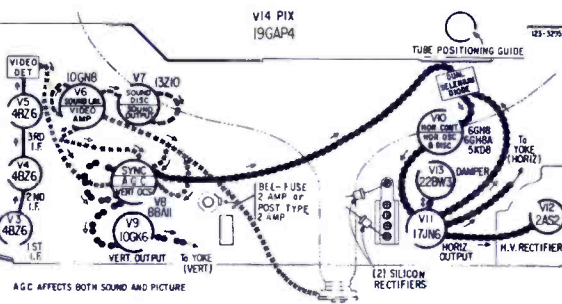 V14 PIX
19GAP4
TUBE POSITIONING GUIDE
VIDEO
DET
10GN8
V6
SOUND I.F.
VIDEO
AMP
V7
SOUND
DISC
SOUND
OUTPUT
13Z10
DUAL
SELENIUM
DIODE
V5
4BZ6
3RD
I.F.
V4
4BZ6
2ND
I.F.
V3
4BZ6
1ST
I.F.
SYNC
A G C
VERT OCS
V8
8BA11
V9
10GK6
VERT. OUTPUT
To YOKE
(VERT)
BEL-FUSE
2 AMP or
POST TYPE
2 AMP
V10
HOR CONT
HOR OSC
& DISC
6GH8
6GH8A
5KD8
To
YOKE
(HORIZ)
V13
22BW3
DAMPER
V11
17JN6
HORIZ
OUTPUT
V12
2AS2
H.V. RECTIFIER
(2) SILICON
RECTIFIERS
AGC AFFECTS BOTH SOUND AND PICTURE